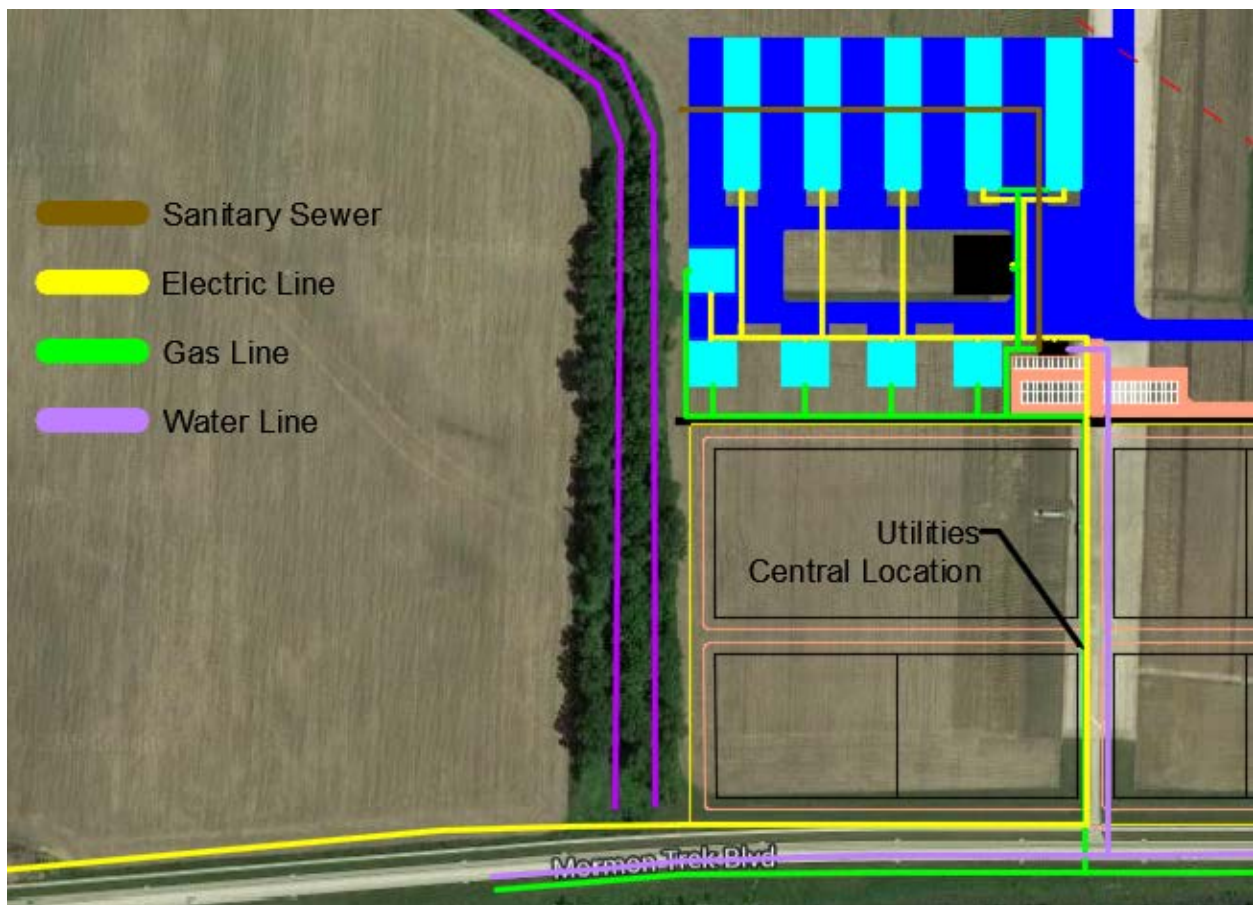 Sanitary Sewer
Electric Line
Gas Line
Water Line
Utilities
Central Location
Mormon Trek Blvd